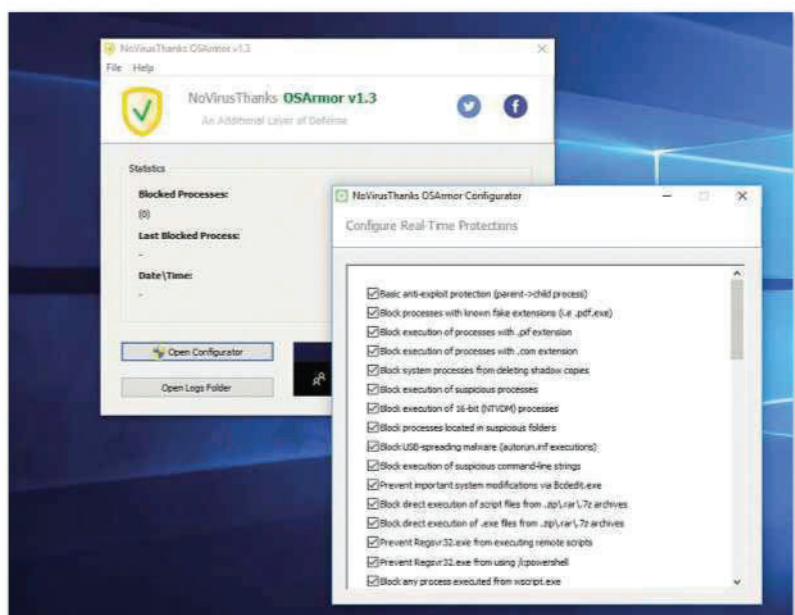 NoVirusThanks OSArmor v1.3
File Help
NoVirusThanks OSArmor v1.3
An Additional Layer of Defense
Statistics
Blocked Processes:
(0)
Last Blocked Process:
-
Date\Time:
-
Open Configurator
Open Logs Folder
NoVirusThanks OSArmor Configurator
Configure Real-Time Protections
Basic anti-exploit protection (parent->child process)
Block processes with known fake extensions (i.e .pdf.exe)
Block execution of processes with .pif extension
Block execution of processes with .com extension
Block system processes from deleting shadow copies
Block execution of suspicious processes
Block execution of 16-bit (NTVDM) processes
Block processes located in suspicious folders
Block USB-spreading malware (autorun.inf executions)
Block execution of suspicious command-line strings
Prevent important system modifications via Bcdedit.exe
Block direct execution of script files from .zip\.rar\.7z archives
Block direct execution of .exe files from .zip\.rar\.7z archives
Prevent Regsvr32.exe from executing remote scripts
Prevent Regsvr32.exe from using /i:powershell
Block any process executed from wscript.exe